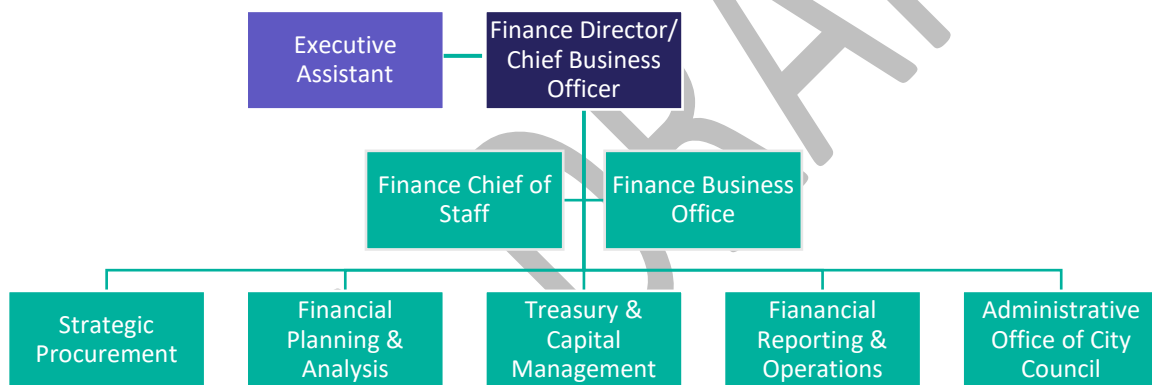 Executive
Assistant
Finance Director/
Chief Business
Officer
Finance Chief of
Staff
Finance Business
Office
Strategic
Procurement
Financial
Planning &
Analysis
Treasury &
Capital
Management
Fianancial
Reporting &
Operations
Administrative
Office of City
Council